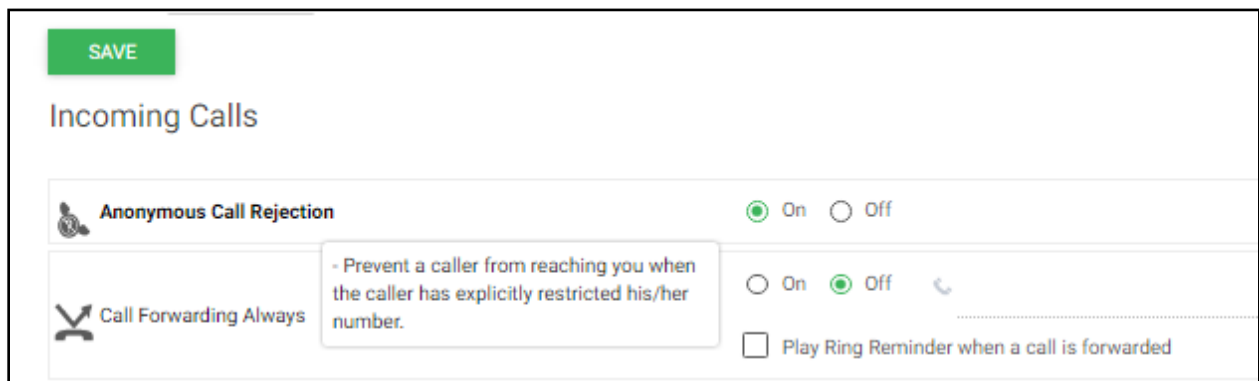 SAVE
Incoming Calls
Anonymous Call Rejection
On Off
- Prevent a caller from reaching you when
the caller has explicitly restricted his/her
number.
Call Forwarding Always
On Off
Play Ring Reminder when a call is forwarded